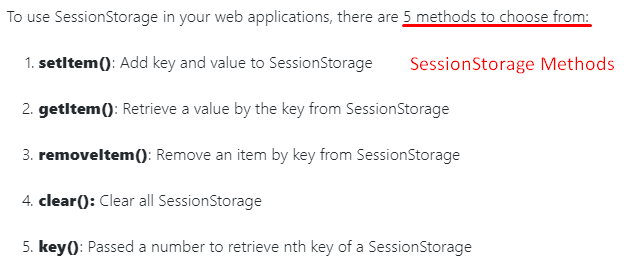 To use SessionStorage in your web applications, there are 5 methods to choose from:
1. setItem(): Add key and value to SessionStorage
SessionStorage Methods
2. getItem(): Retrieve a value by the key from SessionStorage
3. removeItem(): Remove an item by key from SessionStorage
4. clear(): Clear all SessionStorage
5. key(): Passed a number to retrieve nth key of a SessionStorage